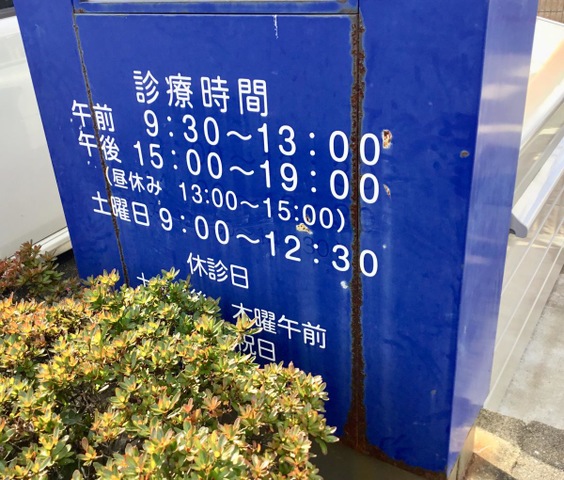 診療時間
午前 9:30〜13:00
午後 15:00〜19:00
(昼休み 13:00〜15:00)
土曜日 9:00〜12:30
休診日
木曜午前
祝日